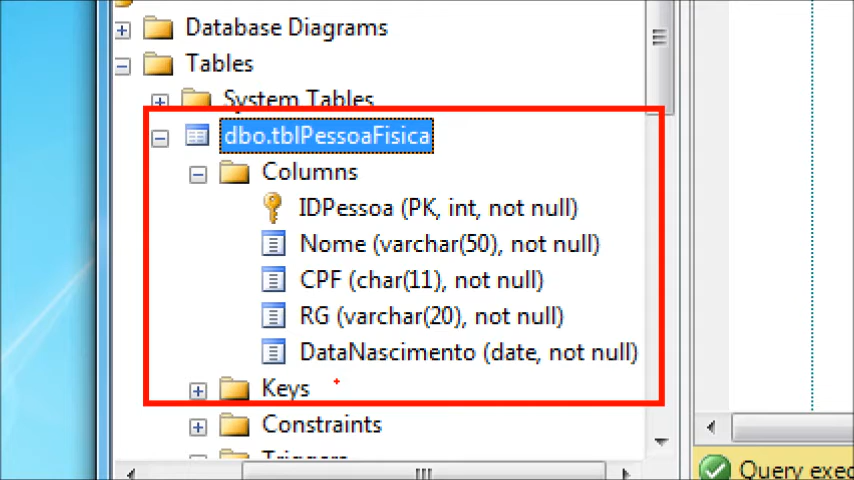 Database Diagrams
Tables
System Tables
dbo.tblPessoaFisica
Columns
IDPessoa (PK, int, not null)
Nome (varchar(50), not null)
CPF (char(11), not null)
RG (varchar(20), not null)
DataNascimento (date, not null)
Keys
Constraints
Triggers
Query exec